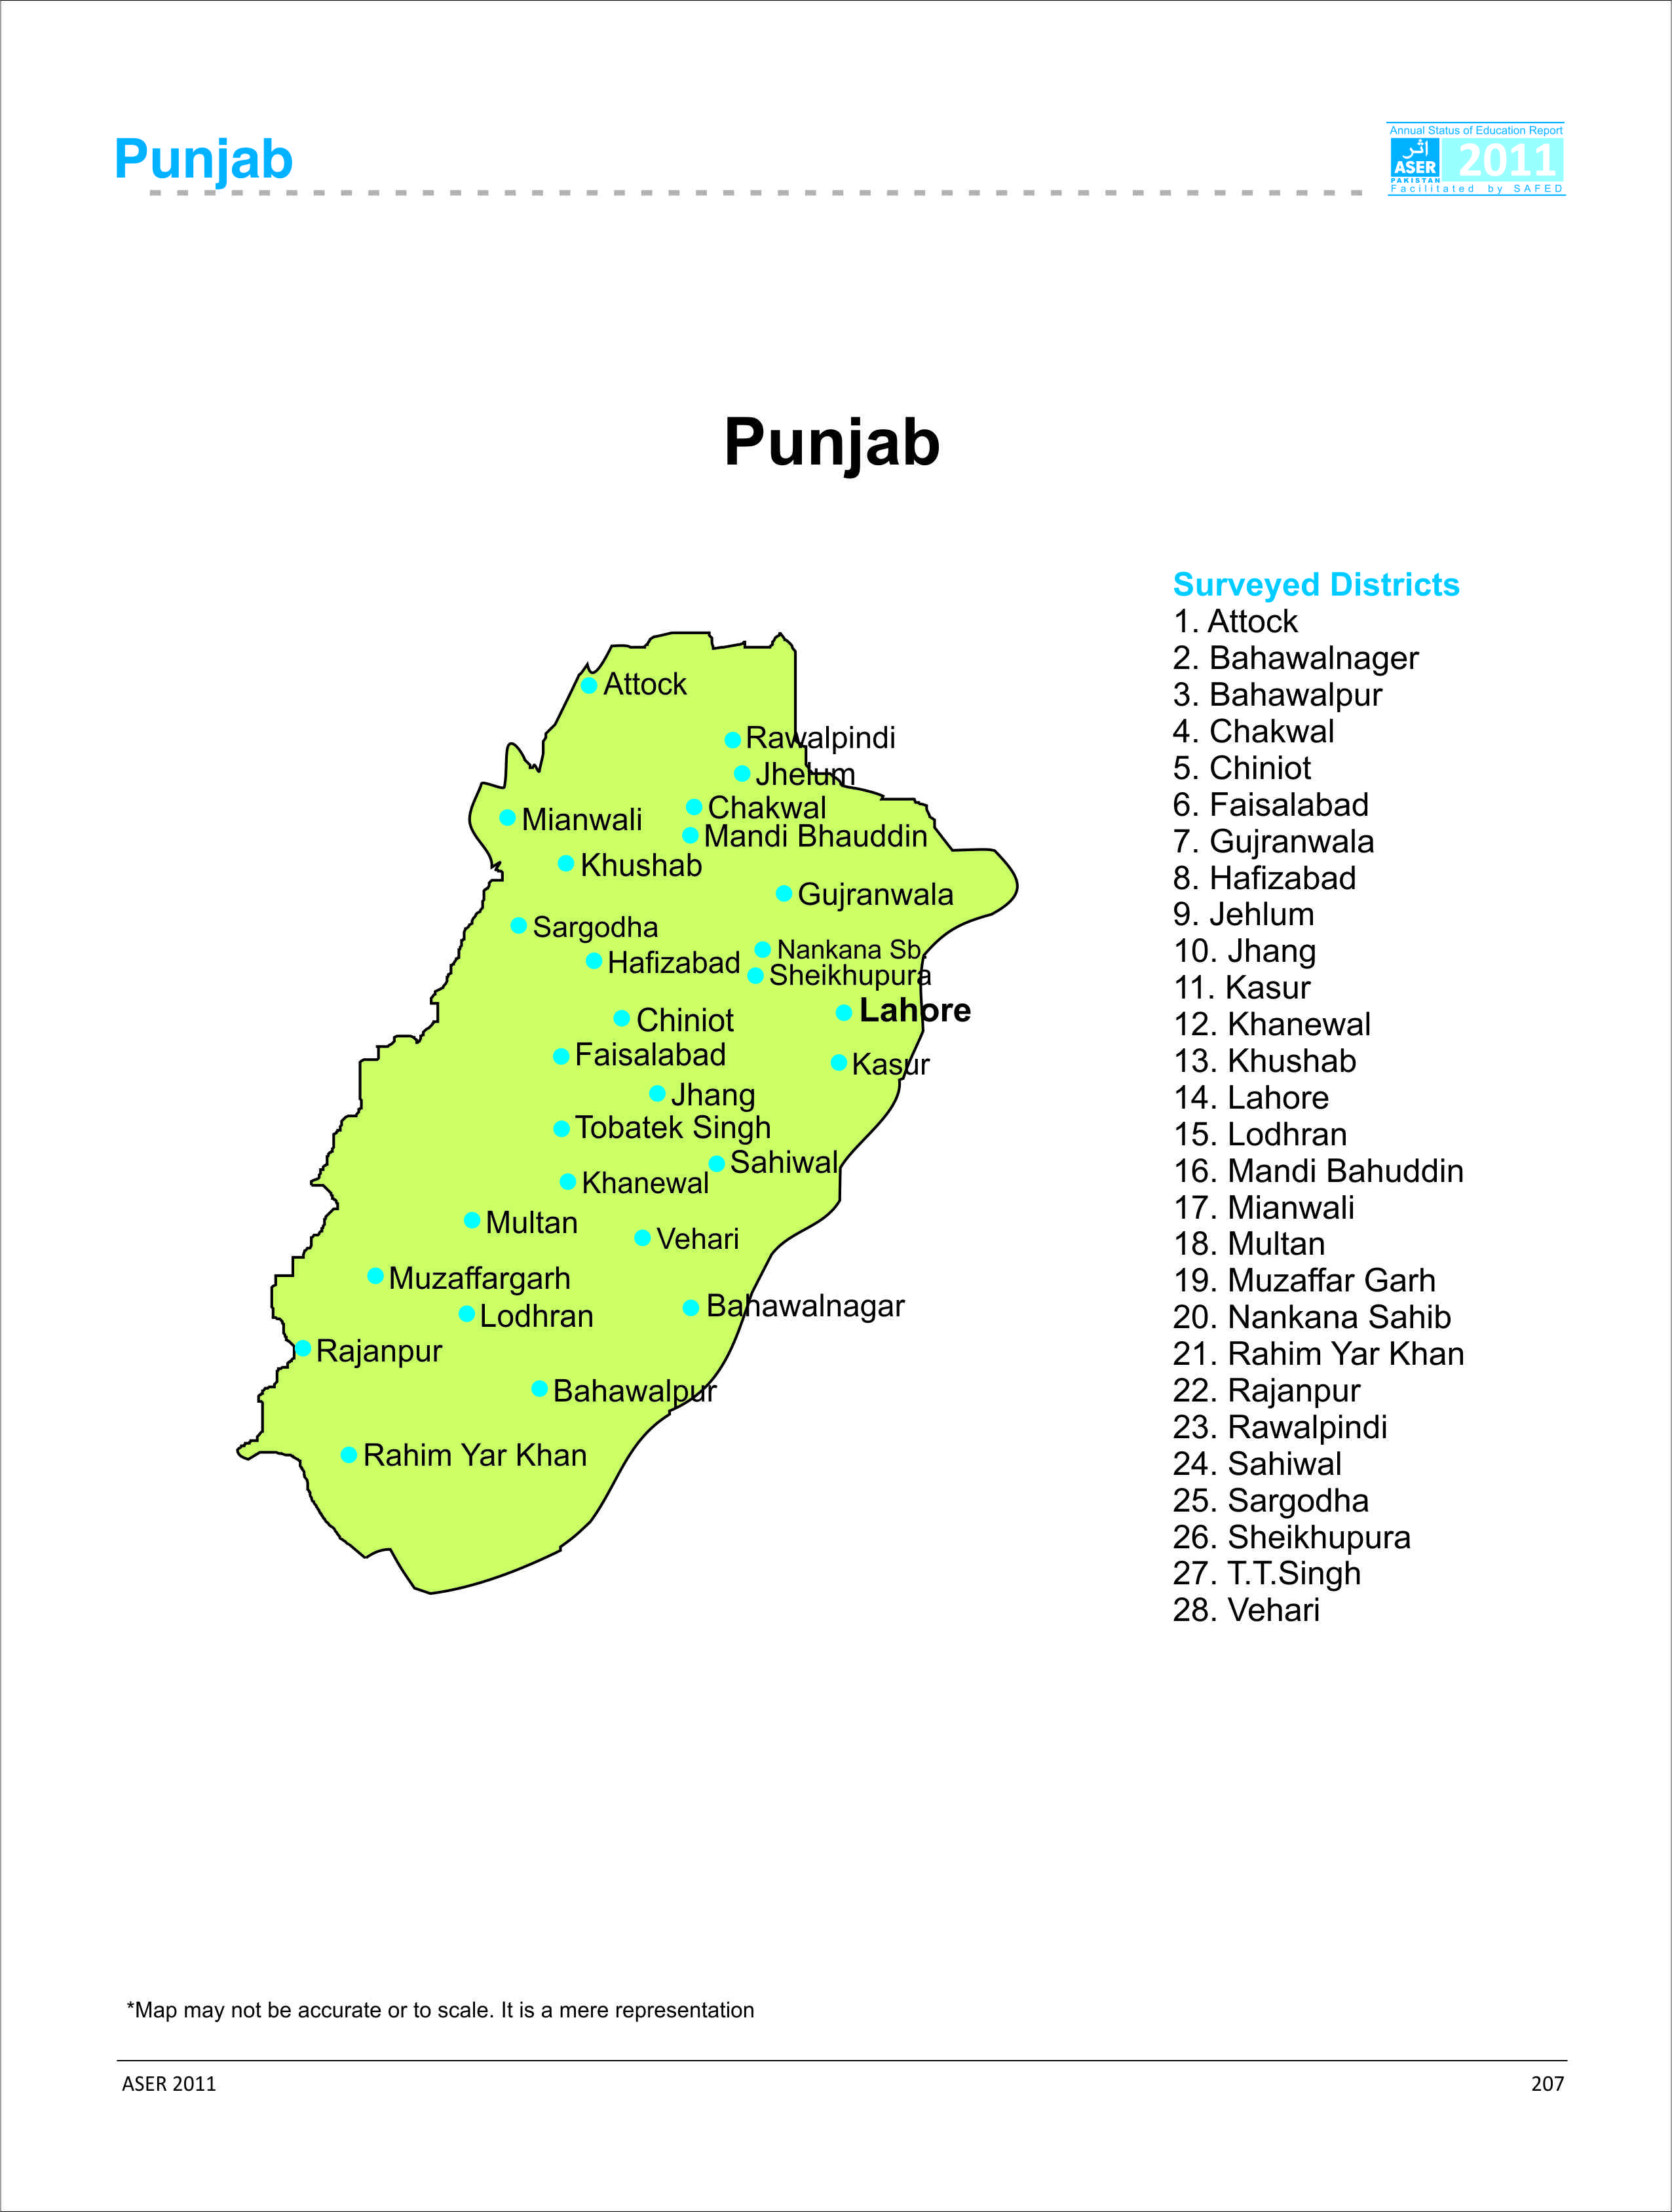 Punjab
Annual Status of Education Report
اثر
ASER
PAKISTAN
2011
Facilitated by SAFED
Punjab
Surveyed Districts
1. Attock
2. Bahawalnager
3. Bahawalpur
4. Chakwal
5. Chiniot
6. Faisalabad
7. Gujranwala
8. Hafizabad
9. Jehlum
10. Jhang
11. Kasur
12. Khanewal
13. Khushab
14. Lahore
15. Lodhran
16. Mandi Bahuddin
17. Mianwali
18. Multan
19. Muzaffar Garh
20. Nankana Sahib
21. Rahim Yar Khan
22. Rajanpur
23. Rawalpindi
24. Sahiwal
25. Sargodha
26. Sheikhupura
27. T.T.Singh
28. Vehari
Attock
Rawalpindi
Jhelum
Chakwal
Mianwali
Mandi Bhauddin
Khushab
Gujranwala
Sargodha
Nankana Sb.
Hafizabad
Sheikhupura
Lahore
Chiniot
Faisalabad
Kasur
Jhang
Tobatek Singh
Sahiwal
Khanewal
Multan
Vehari
Muzaffargarh
Bahawalnagar
Lodhran
Rajanpur
Bahawalpur
Rahim Yar Khan
*Map may not be accurate or to scale. It is a mere representation
ASER 2011
207